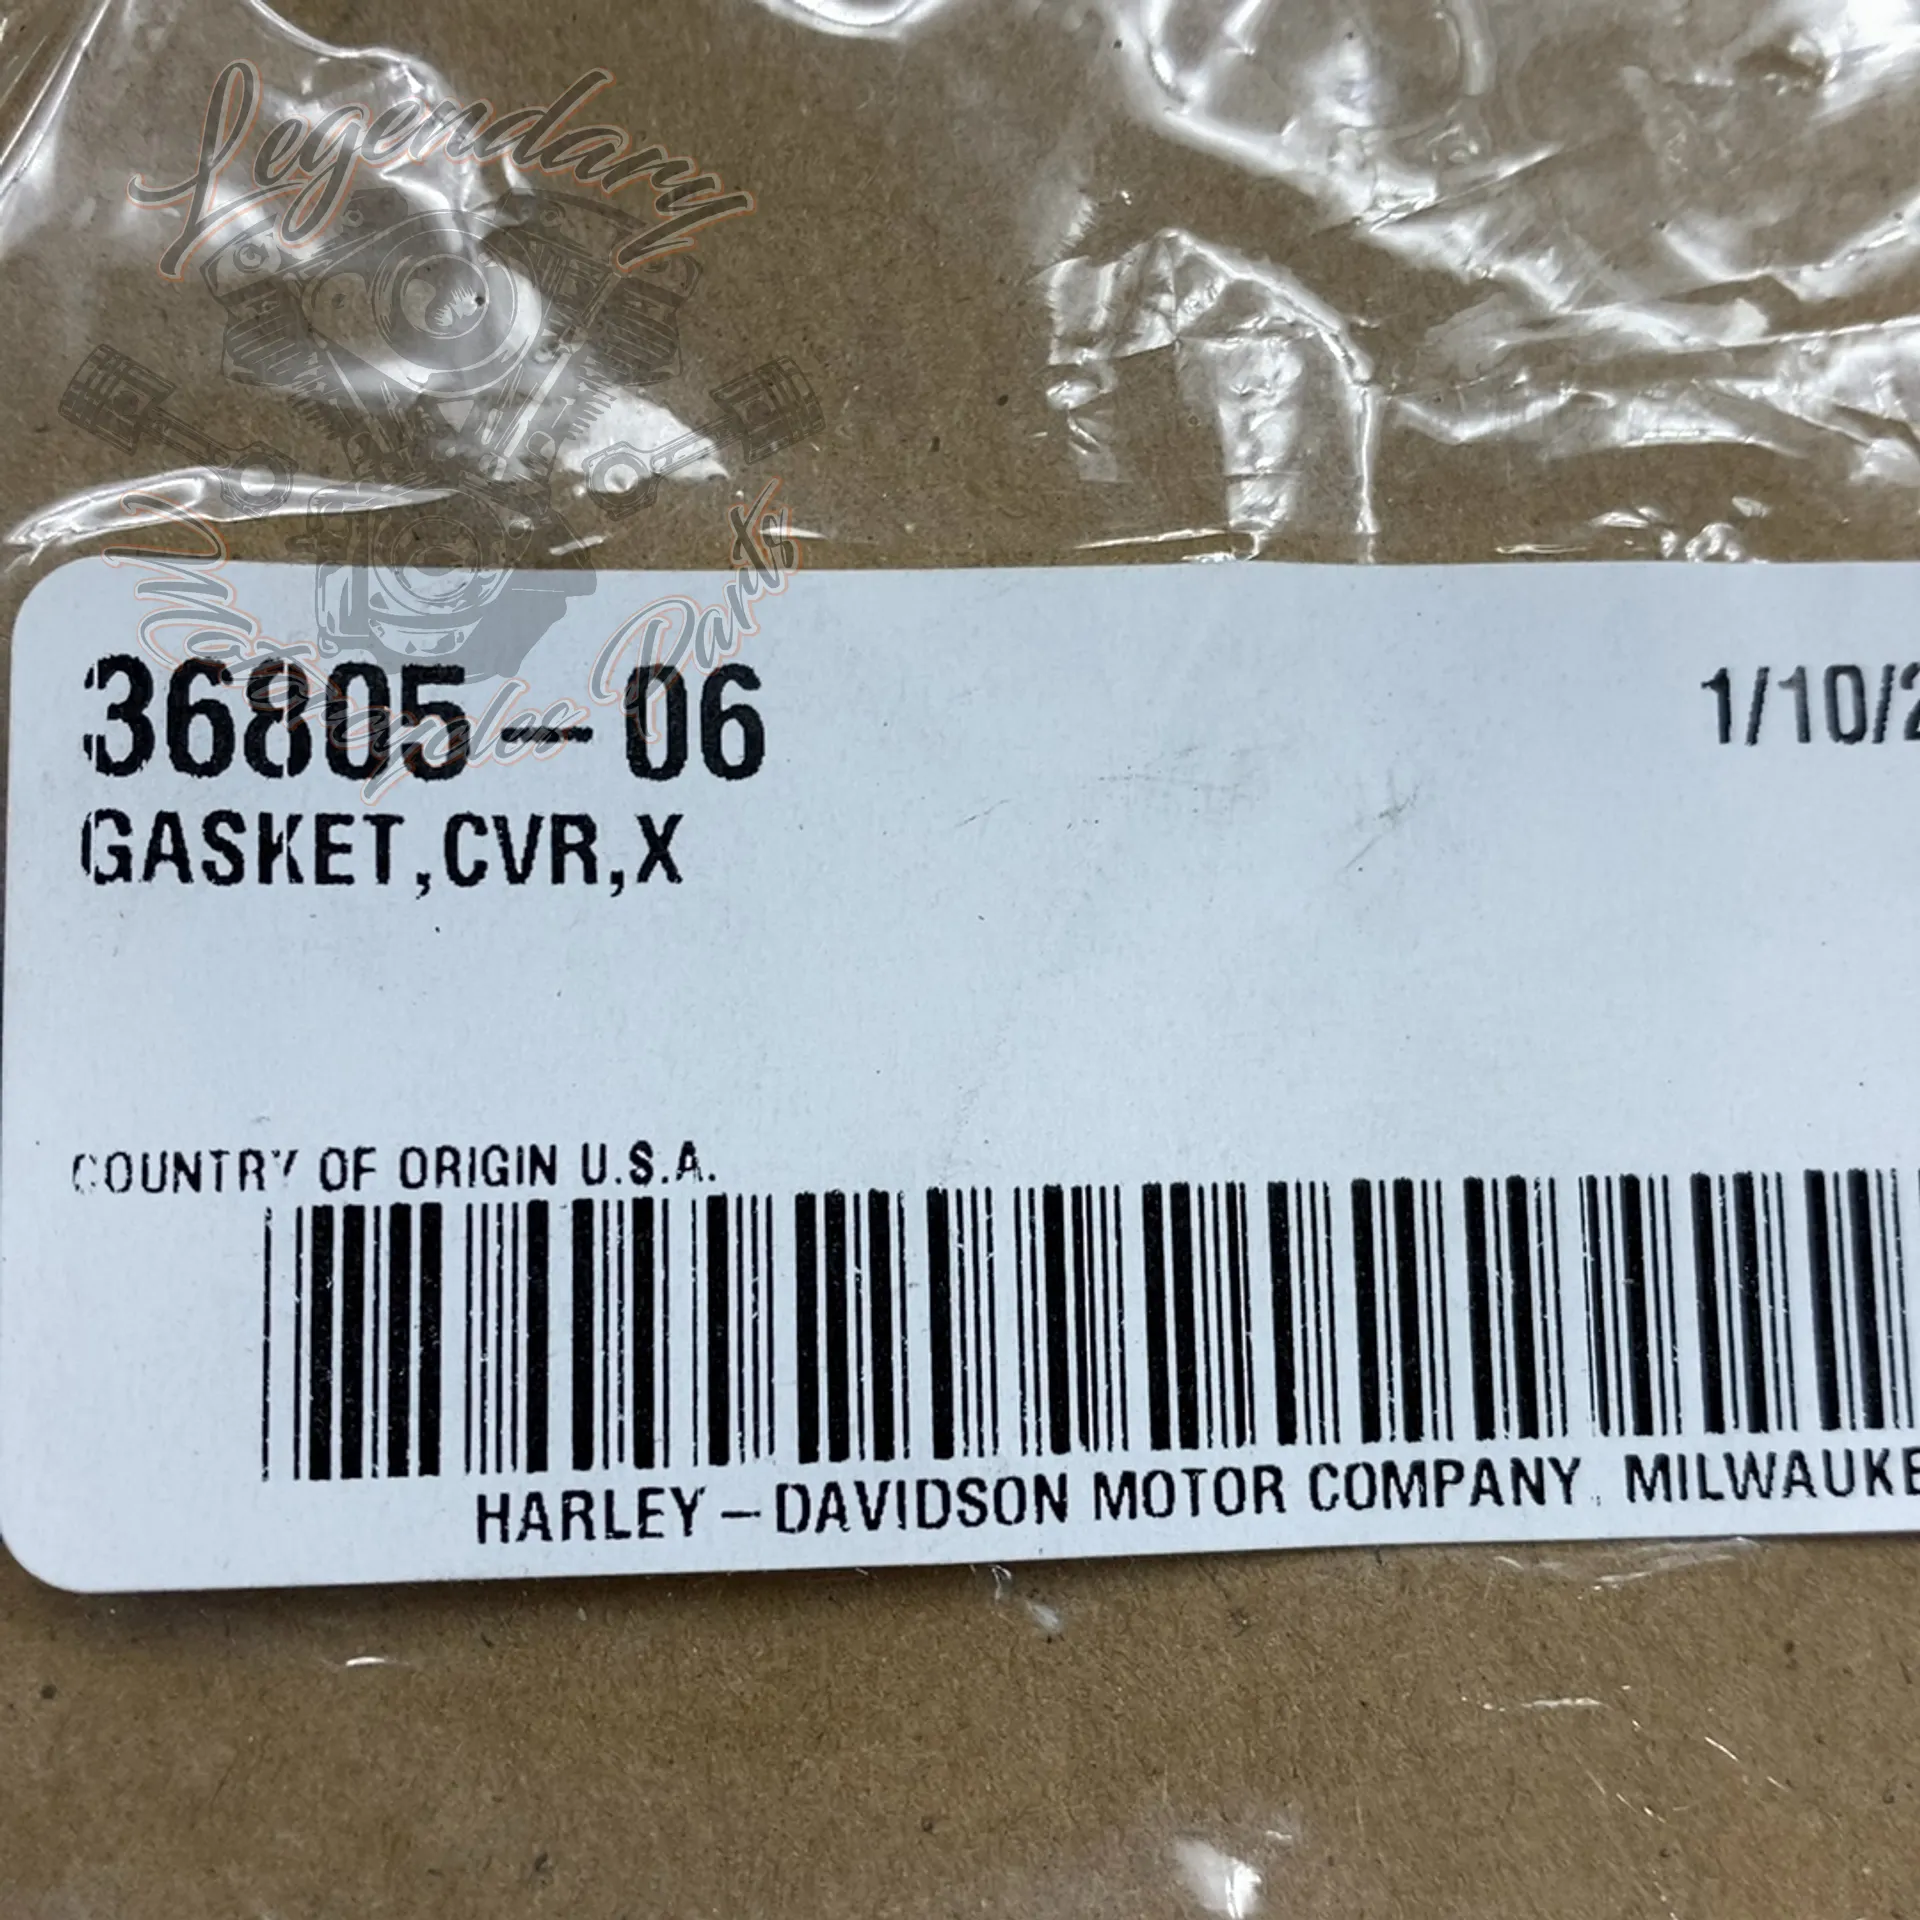 Legendary
Motorcycles Parts
36805-06
1/10/2
GASKET,CVR,X
COUNTRY OF ORIGIN U.S.A.
HARLEY-DAVIDSON MOTOR COMPANY, MILWAUKE